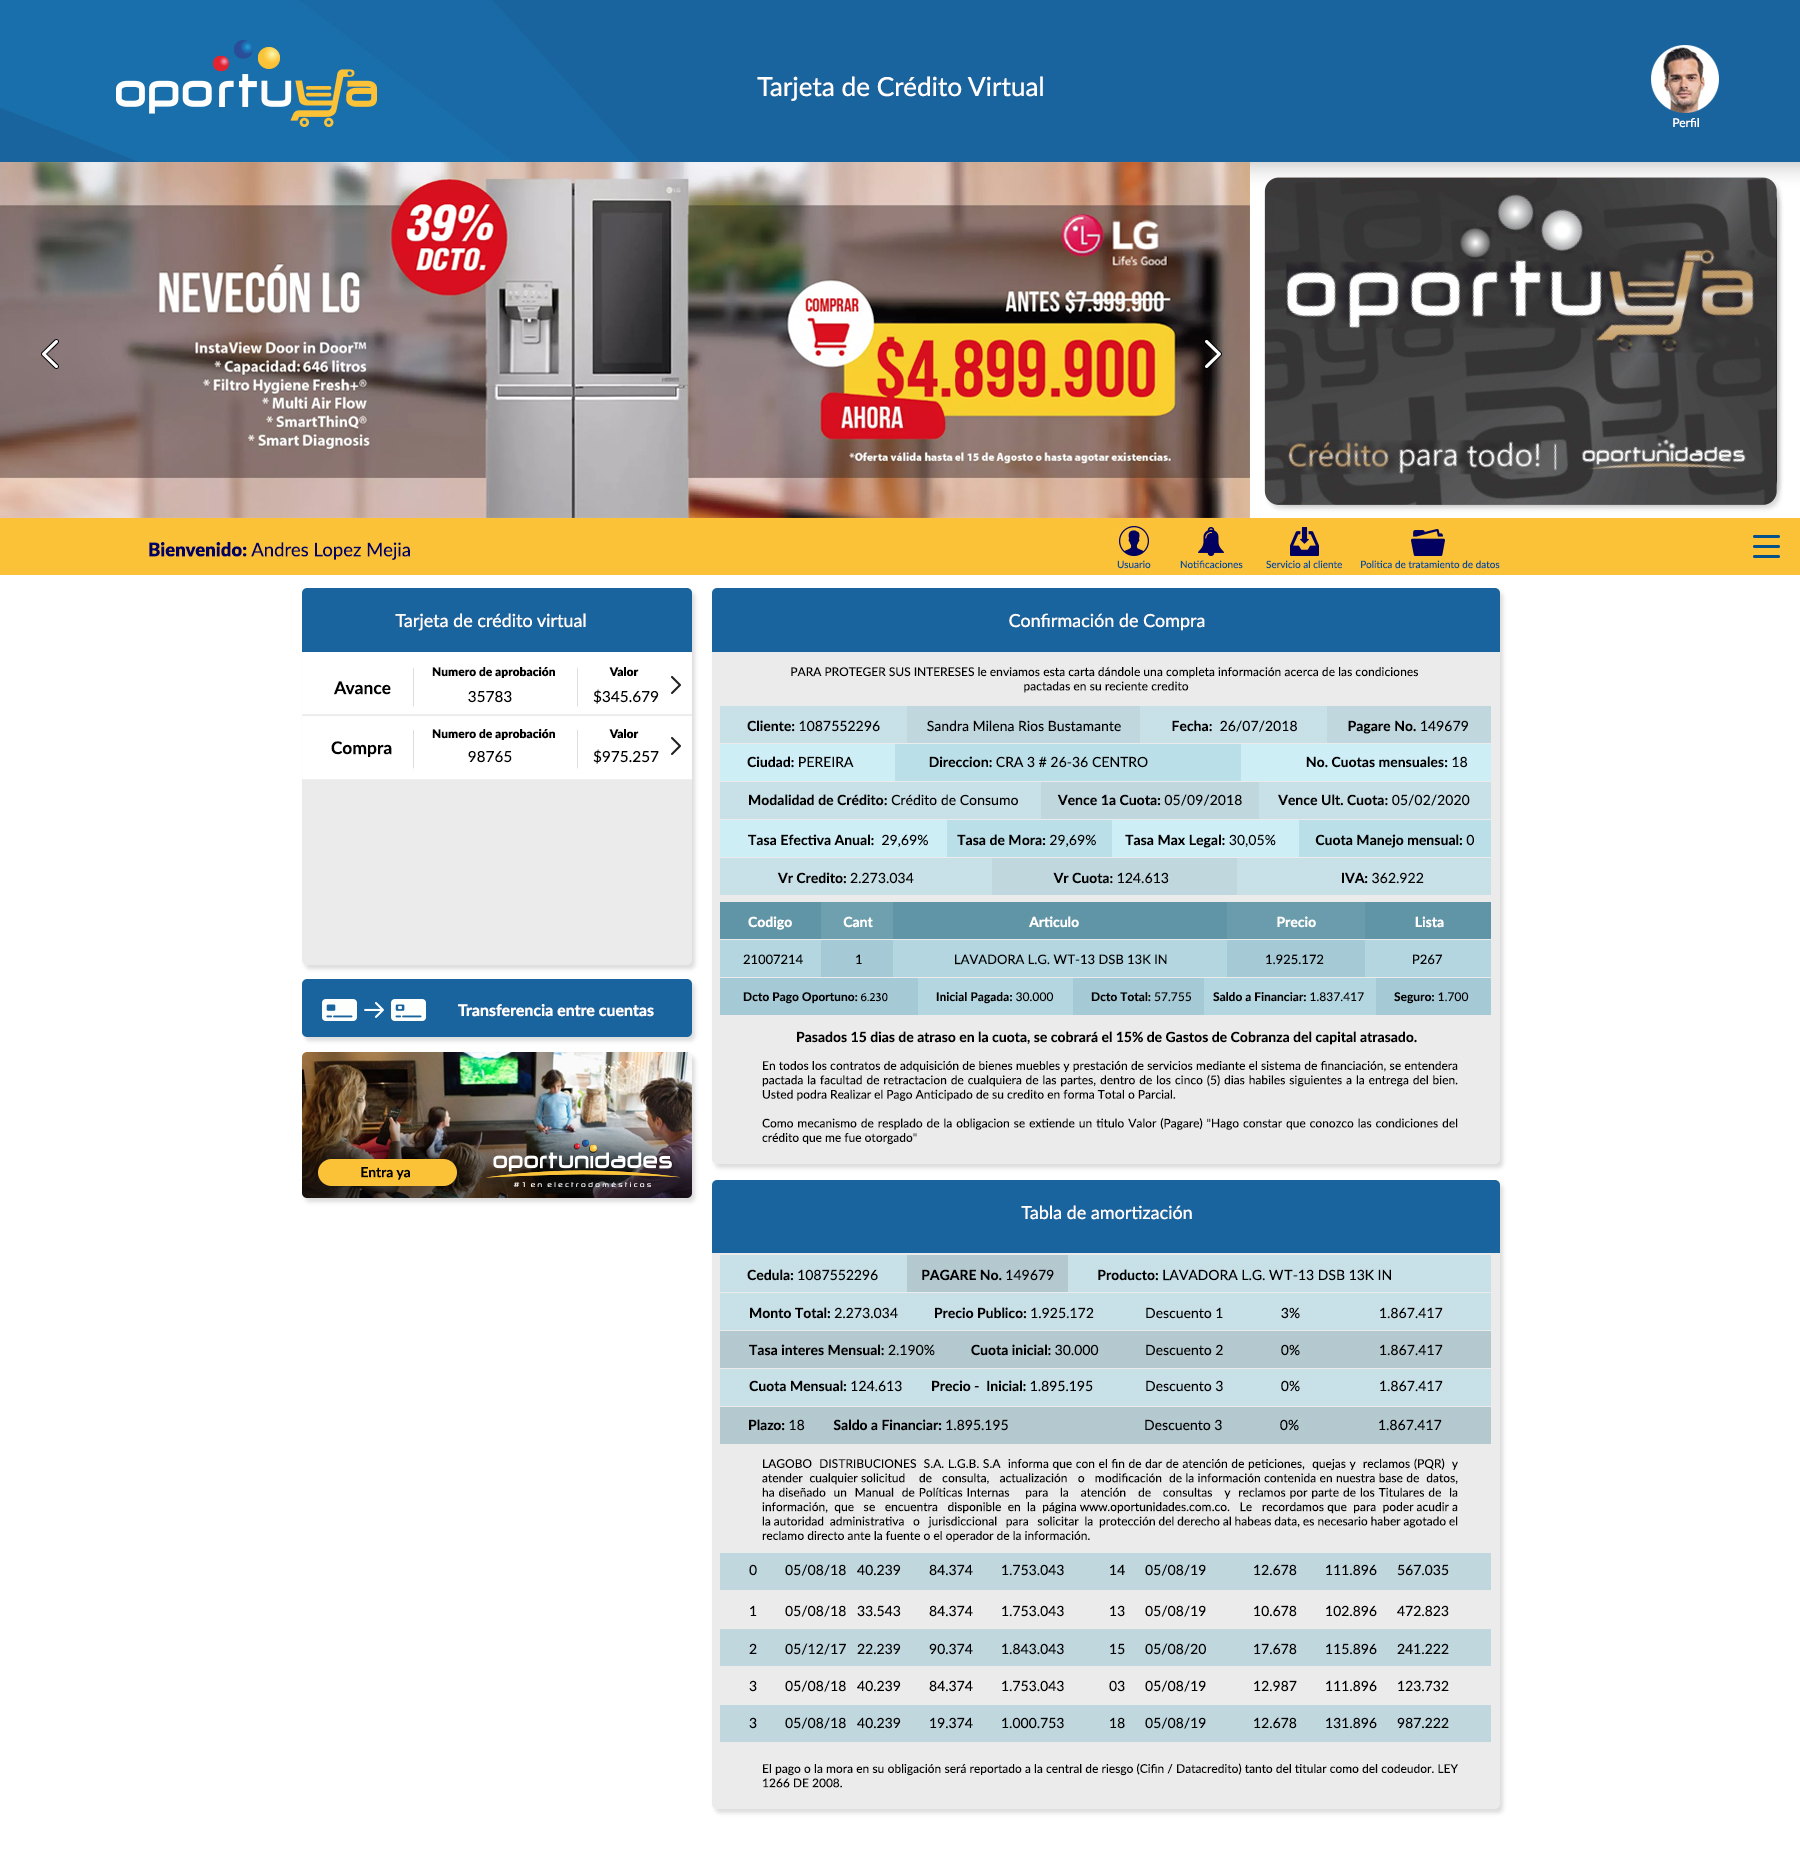 oportuya
Tarjeta de Crédito Virtual
Perfil
39%
DCTO.
NEVECÓN LG
InstaView Door in Door™
* Capacidad: 646 litros
* Filtro Hygiene Fresh+®
* Multi Air Flow
* SmartThinQ®
* Smart Diagnosis
LG
LG
Life's Good
COMPRAR
ANTES $7.999.900
$4.899.900
AHORA
*Oferta válida hasta el 15 de Agosto o hasta agotar existencias.
oportuya
Crédito para todo! | oportunidades
Bienvenido: Andres Lopez Mejia
Usuario
Notificaciones
Servicio al cliente
Politica de tratamiento de datos
Tarjeta de crédito virtual
Avance
Numero de aprobación
35783
Valor
$345.679
Compra
Numero de aprobación
98765
Valor
$975.257
Transferencia entre cuentas
Entra ya
oportunidades
#1 en electrodomésticos
Confirmación de Compra
PARA PROTEGER SUS INTERESES le enviamos esta carta dándole una completa información acerca de las condiciones
pactadas en su reciente credito
Cliente: 1087552296 Sandra Milena Rios Bustamante Fecha: 26/07/2018 Pagare No. 149679
Ciudad: PEREIRA Direccion: CRA 3 # 26-36 CENTRO No. Cuotas mensuales: 18
Modalidad de Crédito: Crédito de Consumo Vence 1a Cuota: 05/09/2018 Vence Ult. Cuota: 05/02/2020
Tasa Efectiva Anual: 29,69% Tasa de Mora: 29,69% Tasa Max Legal: 30,05% Cuota Manejo mensual: 0
Vr Credito: 2.273.034 Vr Cuota: 124.613 IVA: 362.922
Codigo Cant Articulo Precio Lista
21007214 1 LAVADORA L.G. WT-13 DSB 13K IN 1.925.172 P267
Dcto Pago Oportuno: 6.230 Inicial Pagada: 30.000 Dcto Total: 57.755 Saldo a Financiar: 1.837.417 Seguro: 1.700
Pasados 15 dias de atraso en la cuota, se cobrará el 15% de Gastos de Cobranza del capital atrasado.
En todos los contratos de adquisición de bienes muebles y prestación de servicios mediante el sistema de financiación, se entendera
pactada la facultad de retractacion de cualquiera de las partes, dentro de los cinco (5) dias habiles siguientes a la entrega del bien.
Usted podra Realizar el Pago Anticipado de su credito en forma Total o Parcial.
Como mecanismo de resplado de la obligacion se extiende un titulo Valor (Pagare) "Hago constar que conozco las condiciones del
crédito que me fue otorgado"
Tabla de amortización
Cedula: 1087552296 PAGARE No. 149679 Producto: LAVADORA L.G. WT-13 DSB 13K IN
Monto Total: 2.273.034 Precio Publico: 1.925.172 Descuento 1 3% 1.867.417
Tasa interes Mensual: 2.190% Cuota inicial: 30.000 Descuento 2 0% 1.867.417
Cuota Mensual: 124.613 Precio - Inicial: 1.895.195 Descuento 3 0% 1.867.417
Plazo: 18 Saldo a Financiar: 1.895.195 Descuento 3 0% 1.867.417
LAGOBO DISTRIBUCIONES S.A. L.G.B. S.A informa que con el fin de dar de atención de peticiones, quejas y reclamos (PQR) y
atender cualquier solicitud de consulta, actualización o modificación de la información contenida en nuestra base de datos,
ha diseñado un Manual de Políticas Internas para la atención de consultas y reclamos por parte de los Titulares de la
información, que se encuentra disponible en la página www.oportunidades.com.co. Le recordamos que para poder acudir a
la autoridad administrativa o jurisdiccional para solicitar la protección del derecho al habeas data, es necesario haber agotado el
reclamo directo ante la fuente o el operador de la información.
0 05/08/18 40.239 84.374 1.753.043 14 05/08/19 12.678 111.896 567.035
1 05/08/18 33.543 84.374 1.753.043 13 05/08/19 10.678 102.896 472.823
2 05/12/17 22.239 90.374 1.843.043 15 05/08/20 17.678 115.896 241.222
3 05/08/18 40.239 84.374 1.753.043 03 05/08/19 12.987 111.896 123.732
3 05/08/18 40.239 19.374 1.000.753 18 05/08/19 12.678 131.896 987.222
El pago o la mora en su obligación será reportado a la central de riesgo (Cifin / Datacredito) tanto del titular como del codeudor. LEY
1266 DE 2008.